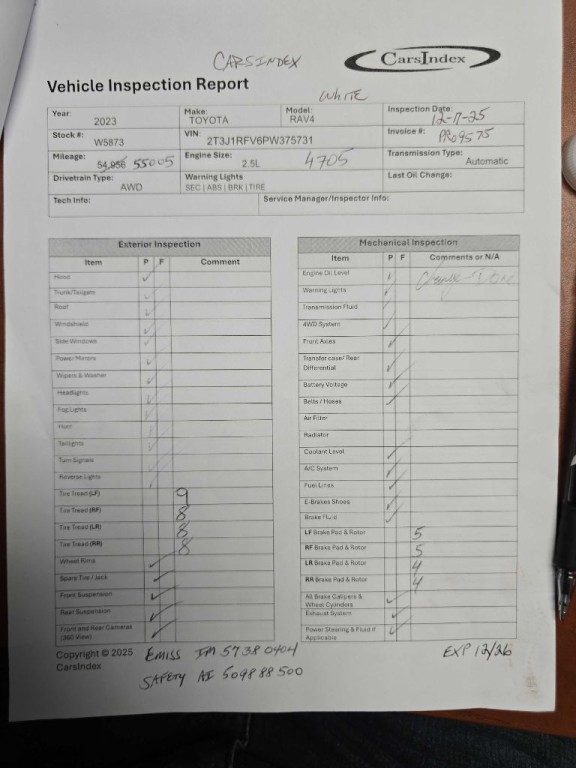 CARSINDEX
CarsIndex
Vehicle Inspection Report
WHITE
Year: 2023 Make: TOYOTA Model: RAV4 Inspection Date: 12-17-25
Stock #: W5873 VIN 2T3J1RFV6PW375731 Invoice #: PR09575
Mileage: 54,956 55005 Engine Size: 2.5L 4705 Transmission Type: Automatic
Drivetrain Type: AWD Warning Lights SEC | ABS | BRK | TIRE Last Oil Change:
Tech Info: Service Manager/Inspector Info:
Exterior Inspection
Item P F Comment
Hood ✓
Trunk/Tailgate ✓
Roof ✓
Windshield ✓
Side Windows ✓
Power Mirrors ✓
Wipers & Washer ✓
Headlights ✓
Fog Lights ✓
Horn ✓
Taillights ✓
Turn Signals ✓
Reverse Lights ✓
Tire Tread (LF) 9
Tire Tread (RF) 8
Tire Tread (LR) 8
Tire Tread (RR) 8
Wheel Rims ✓
Spare Tire / Jack ✓
Front Suspension ✓
Rear Suspension ✓
Front and Rear Cameras
(360 View) ✓
Mechanical Inspection
Item P F Comments or N/A
Engine Oil Level ✓ Change - Done
Warning Lights ✓
Transmission Fluid ✓
4WD System ✓
Front Axles ✓
Transfer case/ Rear
Differential ✓
Battery Voltage ✓
Belts / Hoses ✓
Air Filter
Radiator
Coolant Level ✓
A/C System ✓
Fuel Lines ✓
E-Brakes Shoes ✓
Brake Fluid ✓
LF Brake Pad & Rotor 5
RF Brake Pad & Rotor 5
LR Brake Pad & Rotor 4
RR Brake Pad & Rotor 4
All Brake Calipers &
Wheel Cylinders ✓
Exhaust System ✓
Power Steering & Fluid if
Applicable ✓
Copyright © 2025
CarsIndex
EMISS IM 57380404
SAFETY AI 509888500
EXP 12/26